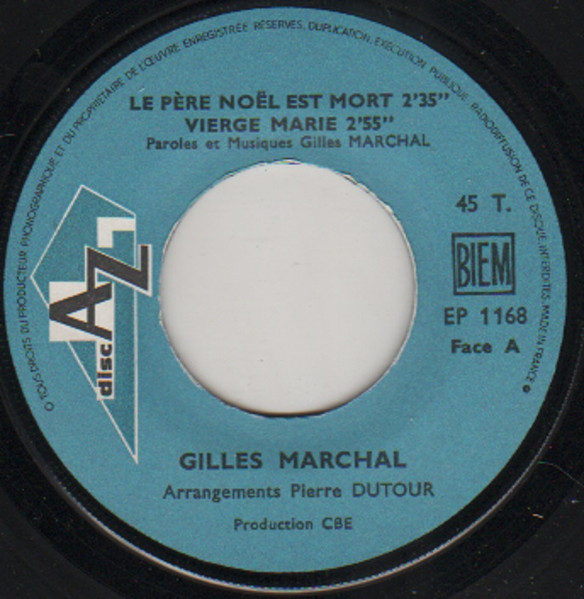 © TOUS DROITS DU PRODUCTEUR PHONOGRAPHIQUE ET DU PROPRIÉTAIRE DE L'ŒUVRE ENREGISTRÉE RÉSERVÉS, DUPLICATION, EXÉCUTION PUBLIQUE, RADIODIFFUSION DE CE DISQUE INTERDITES. MADE IN FRANCE
LE PÈRE NOËL EST MORT 2'35"
VIERGE MARIE 2'55"
Paroles et Musiques Gilles MARCHAL
45 T.
disc AZ
BIEM
EP 1168
Face A
GILLES MARCHAL
Arrangements Pierre DUTOUR
Production CBE